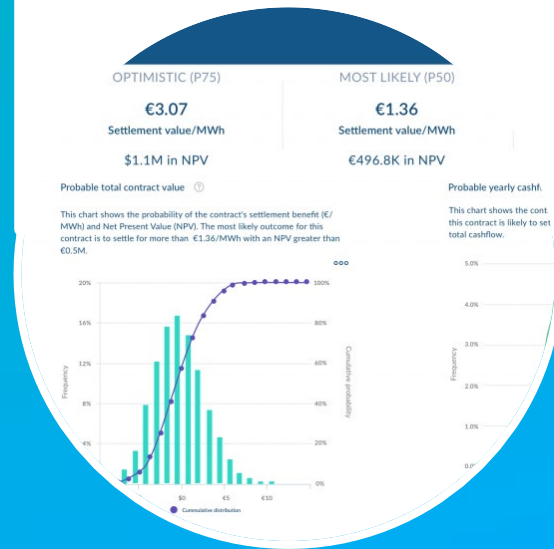 OPTIMISTIC (P75)
MOST LIKELY (P50)
€3.07
€1.36
Settlement value/MWh
Settlement value/MWh
$1.1M in NPV
€496.8K in NPV
Probable total contract value ?
Probable yearly cashf
This chart shows the probability of the contract's settlement benefit (€/
MWh) and Net Present Value (NPV). The most likely outcome for this
contract is to settle for more than €1.36/MWh with an NPV greater than
€0.5M.
This chart shows the cont
this contract is likely to set
total cashflow.
20%
16%
12%
8%
4%
Frequency
100%
80%
60%
40%
20%
0%
Cumulative probability
$0
€5
€10
Cummulative distribution
5.0%
4.0%
3.0%
2.0%
1.0%
Frequency